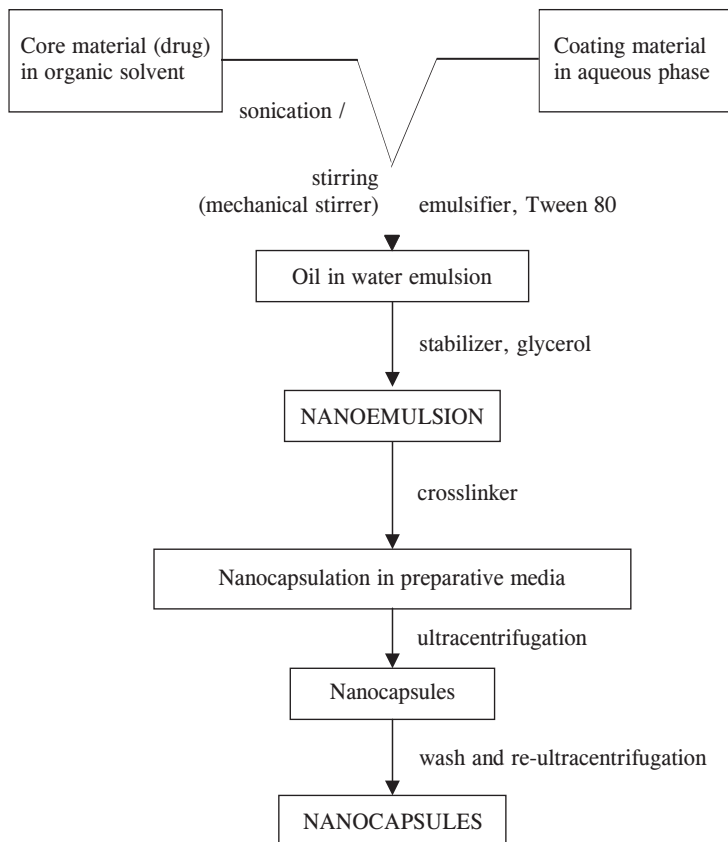 Core material (drug)
in organic solvent
Coating material
in aqueous phase
sonication /
stirring
(mechanical stirrer)
emulsifier, Tween 80
Oil in water emulsion
stabilizer, glycerol
NANOEMULSION
crosslinker
Nanocapsulation in preparative media
ultracentrifugation
Nanocapsules
wash and re-ultracentrifugation
NANOCAPSULES